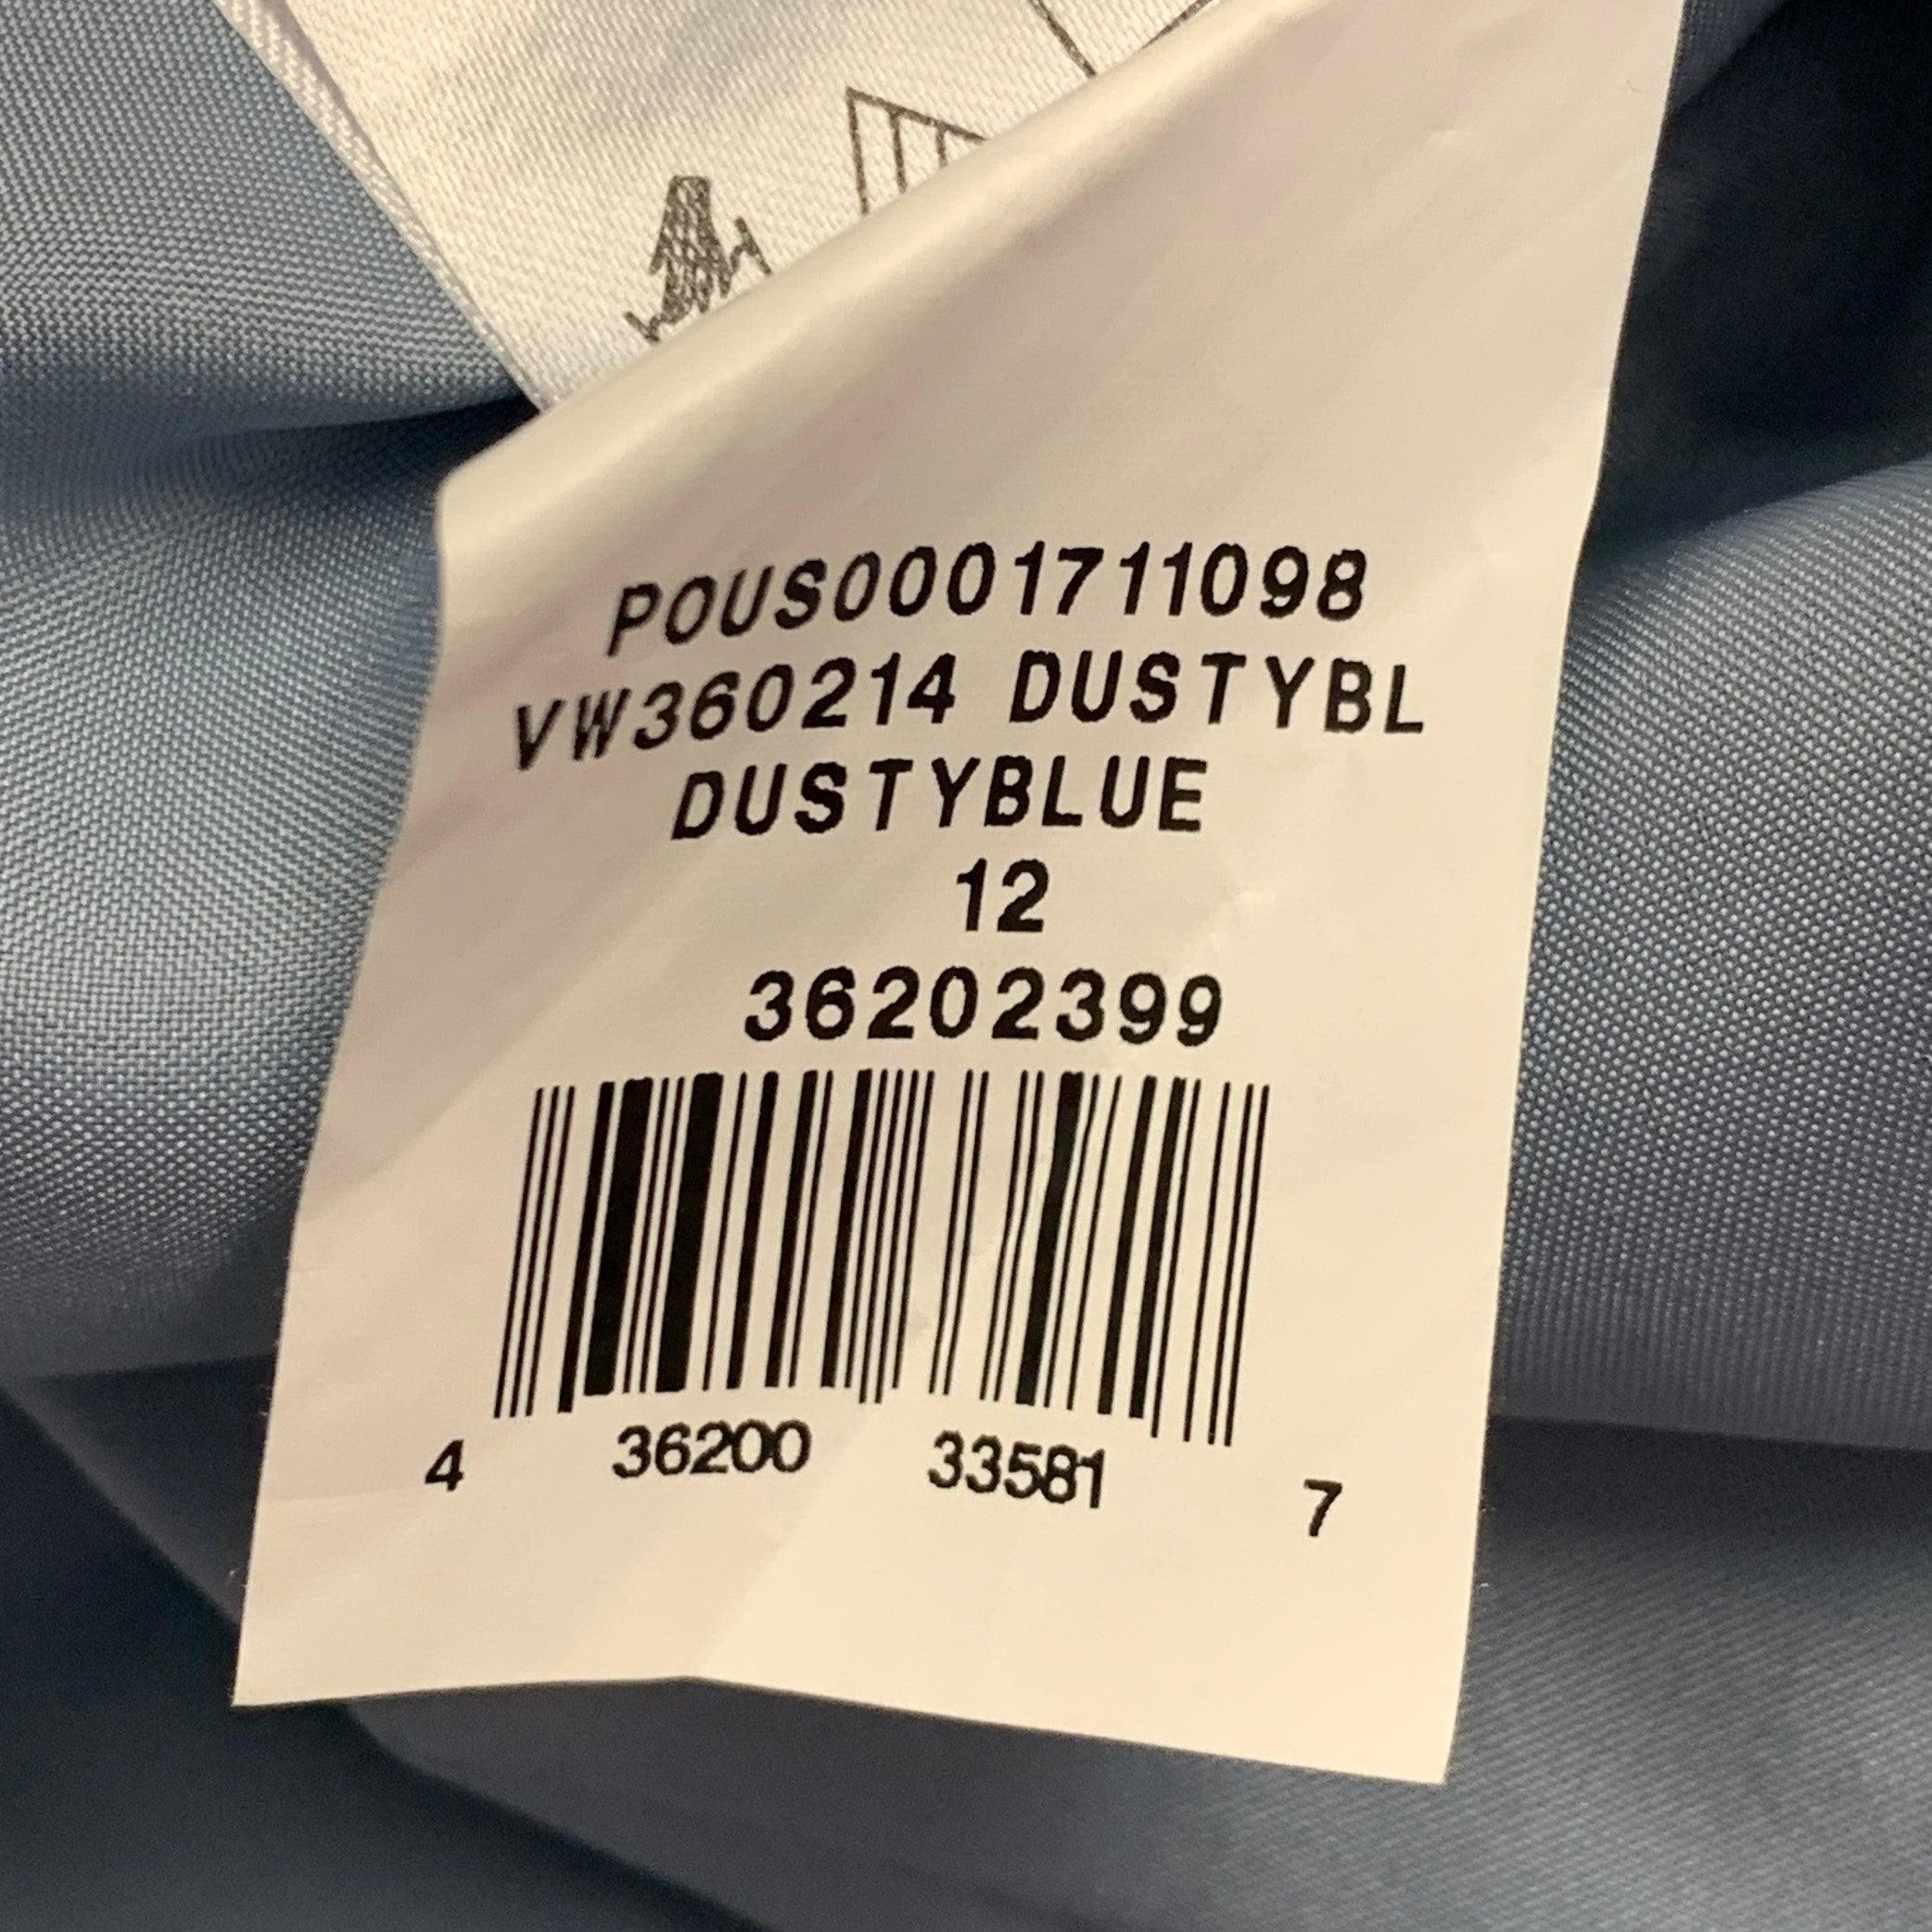 POUS0001711098
VW360214 DUSTYBL
DUSTYBLUE
12
36202399
4 36200 33581 7